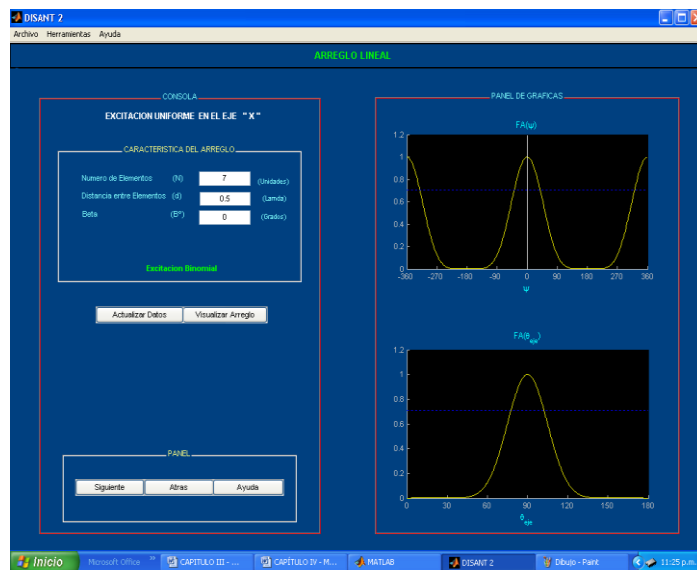 DISANT 2
Archivo Herramientas Ayuda
ARREGLO LINEAL
CONSOLA
EXCITACION UNIFORME EN EL EJE "X"
CARACTERISTICA DEL ARREGLO
Numero de Elementos (N) 7 (Unidades)
Distancia entre Elementos (d) 0.5 (Lamda)
Beta (Bº) 0 (Grados)
Excitacion Binomial
Actualizar Datos Visualizar Arreglo
PANEL
Siguiente Atras Ayuda
PANEL DE GRAFICAS
FA(ψ)
1.2
1
0.8
0.6
0.4
0.2
0
-360 -270 -180 -90 0 90 180 270 360
ψ
FA(θeje)
1.2
1
0.8
0.6
0.4
0.2
0
0 30 60 90 120 150 180
θeje
Inicio Microsoft Office CAPITULO III - ... CAPÍTULO IV - M... MATLAB DISANT 2 Dibujo - Paint 11:25 p.m.